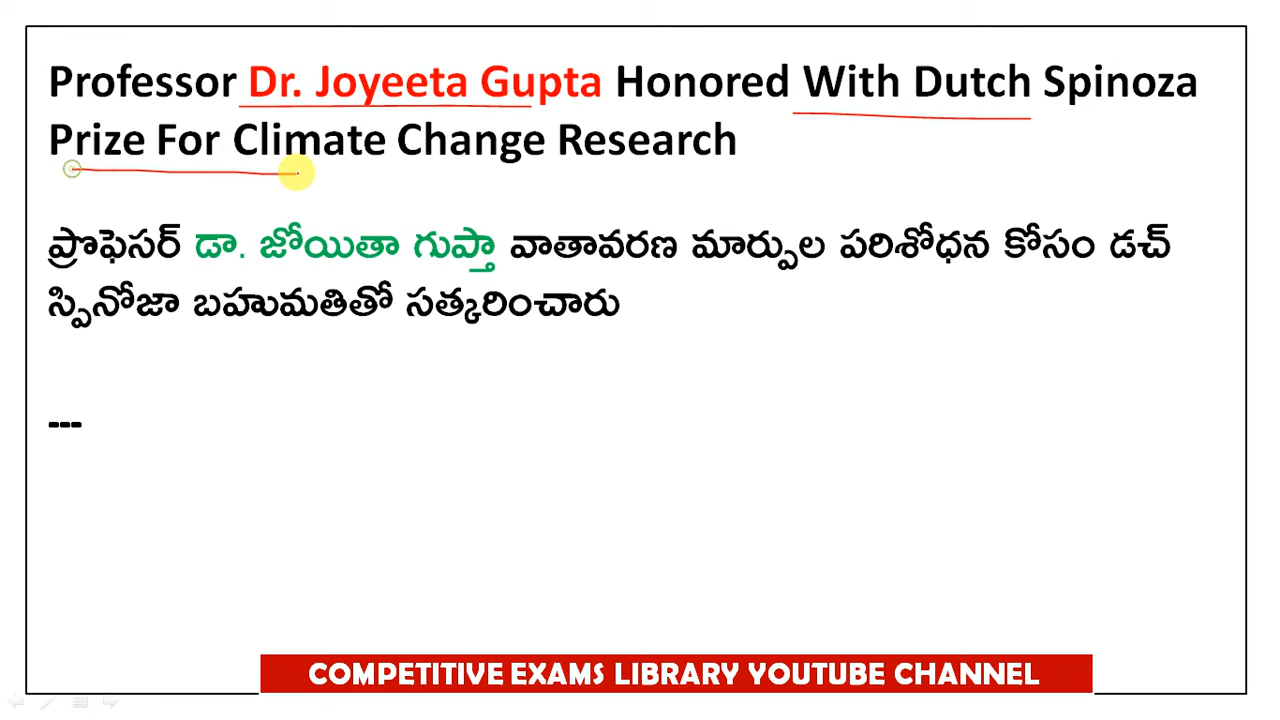 Professor Dr. Joyeeta Gupta Honored With Dutch Spinoza
Prize For Climate Change Research
ప్రొఫెసర్ డా. జోయితా గుప్తా వాతావరణ మార్పుల పరిశోధన కోసం డచ్
స్పినోజా బహుమతితో సత్కరించారు
---
COMPETITIVE EXAMS LIBRARY YOUTUBE CHANNEL